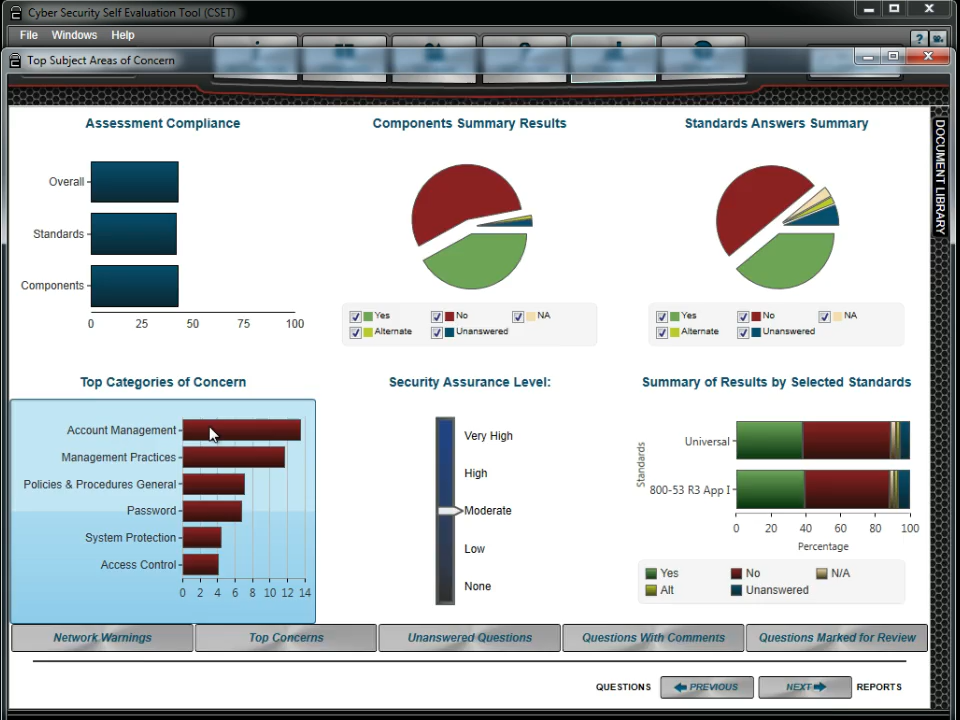 Cyber Security Self Evaluation Tool (CSET)
File Windows Help
?
Top Subject Areas of Concern
Assessment Compliance
Overall
Standards
Components
0 25 50 75 100
Components Summary Results
Yes No NA
Alternate Unanswered
Standards Answers Summary
Yes No NA
Alternate Unanswered
DOCUMENT LIBRARY
Top Categories of Concern
Account Management
Management Practices
Policies & Procedures General
Password
System Protection
Access Control
0 2 4 6 8 10 12 14
Security Assurance Level:
Very High
High
Moderate
Low
None
Summary of Results by Selected Standards
Standards
Universal
800-53 R3 App I
0 20 40 60 80 100
Percentage
Yes No N/A
Alt Unanswered
Network Warnings Top Concerns Unanswered Questions Questions With Comments Questions Marked for Review
QUESTIONS PREVIOUS NEXT REPORTS